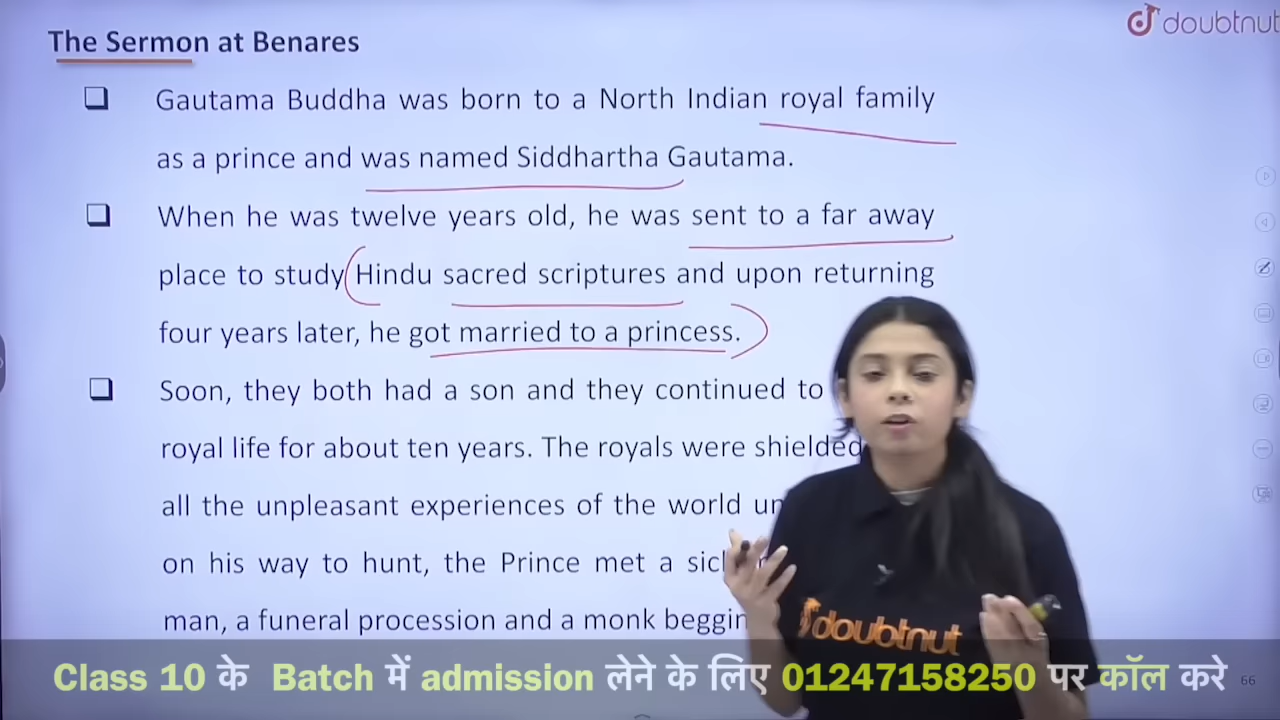 The Sermon at Benares
doubtnut
Gautama Buddha was born to a North Indian royal family
as a prince and was named Siddhartha Gautama.
When he was twelve years old, he was sent to a far away
place to study Hindu sacred scriptures and upon returning
four years later, he got married to a princess.
Soon, they both had a son and they continued to
royal life for about ten years. The royals were shielded
all the unpleasant experiences of the world
on his way to hunt, the Prince met a
man, a funeral procession and a monk
doubtnut
Class 10 के Batch में admission लेने के लिए 01247158250 पर कॉल करे
66